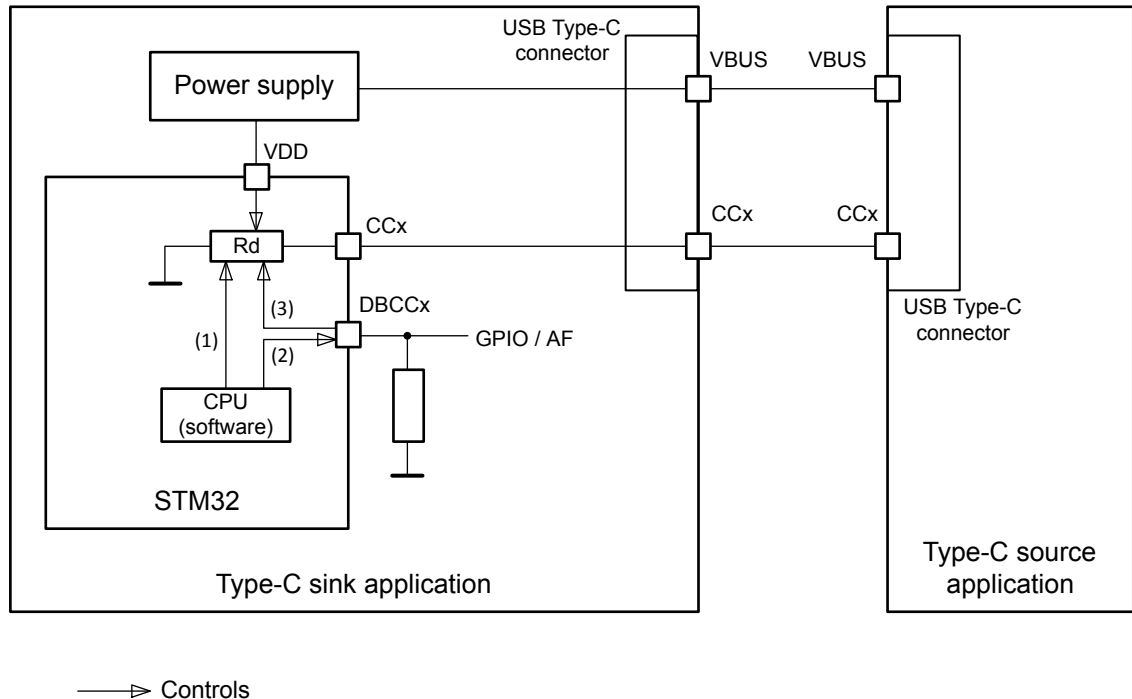 USB Type-C
connector
VBUS
VBUS
Power supply
VDD
CCx
CCx
CCx
Rd
DBCCx
(3)
USB Type-C
connector
(1)
(2)
GPIO / AF
CPU
(software)
STM32
Type-C source
application
Type-C sink application
Controls